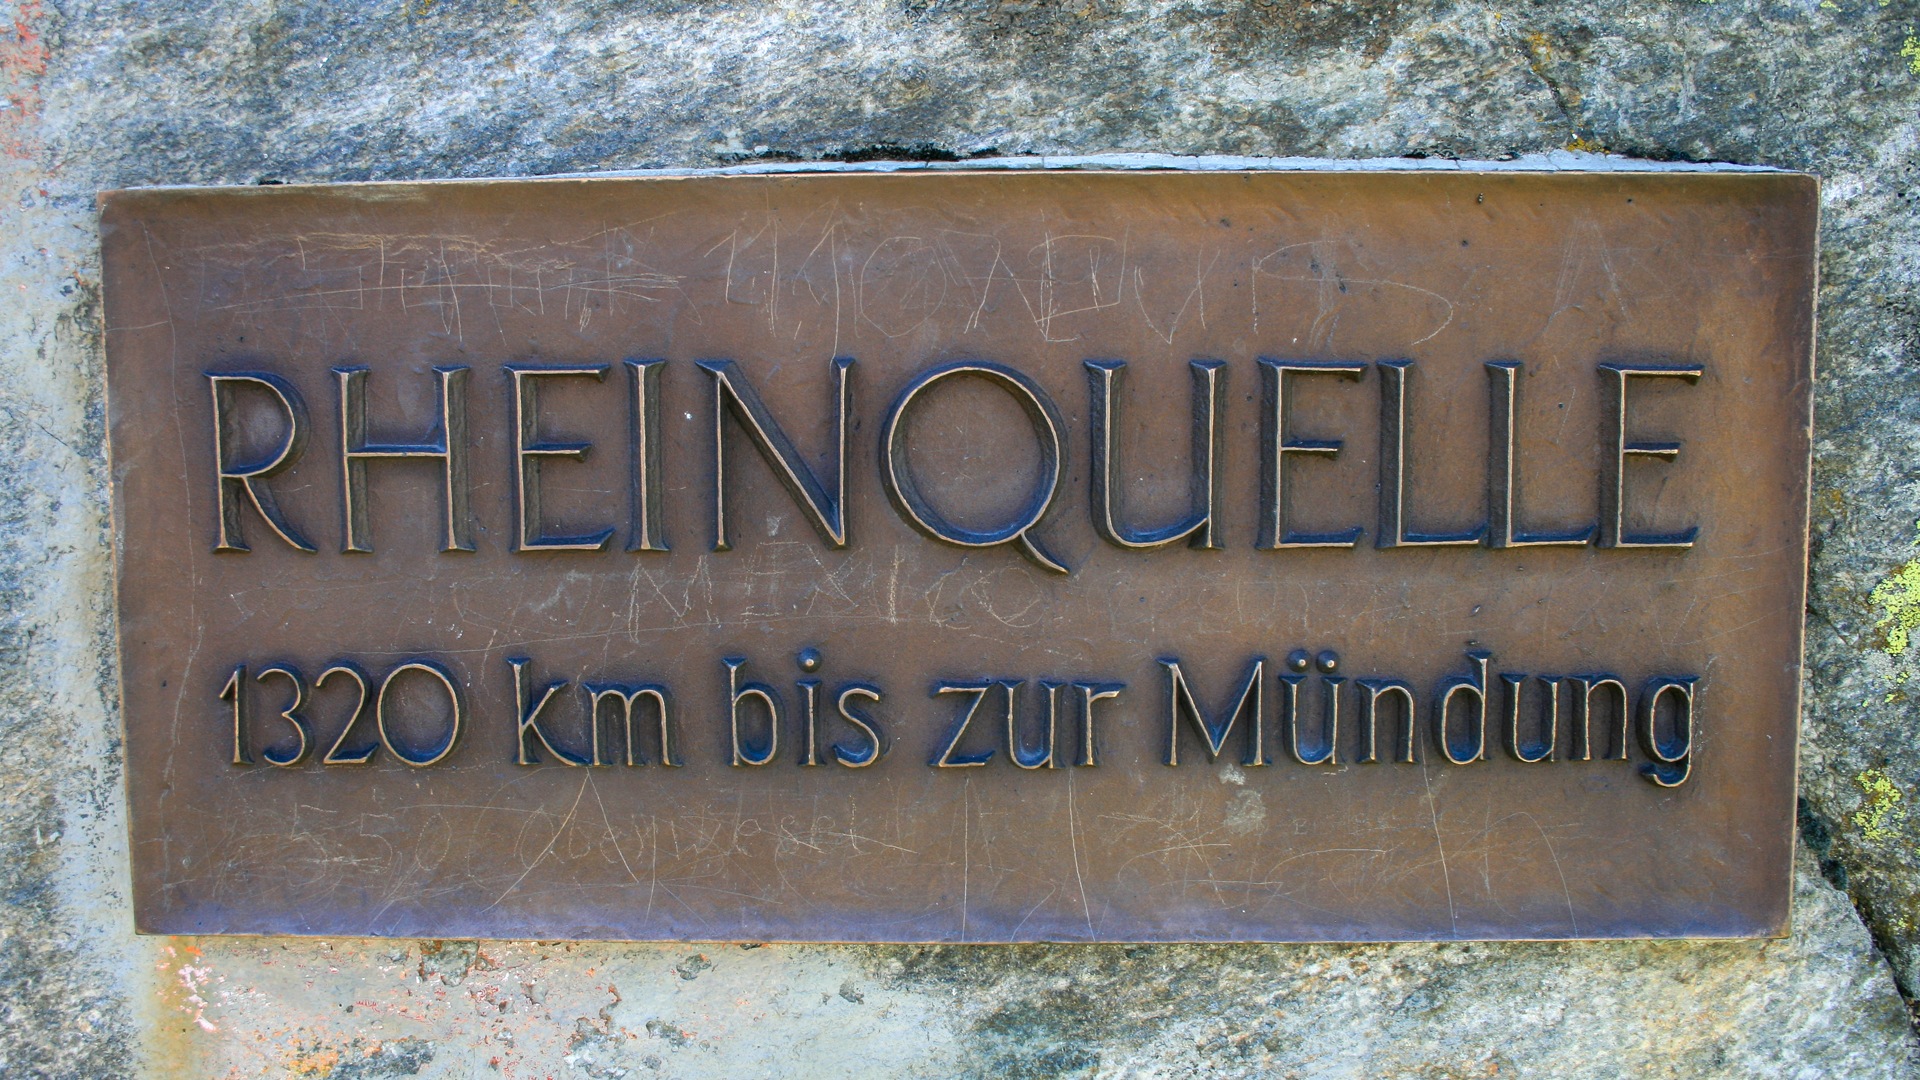 RHEINQUELLE
1320 km bis zur Mündung